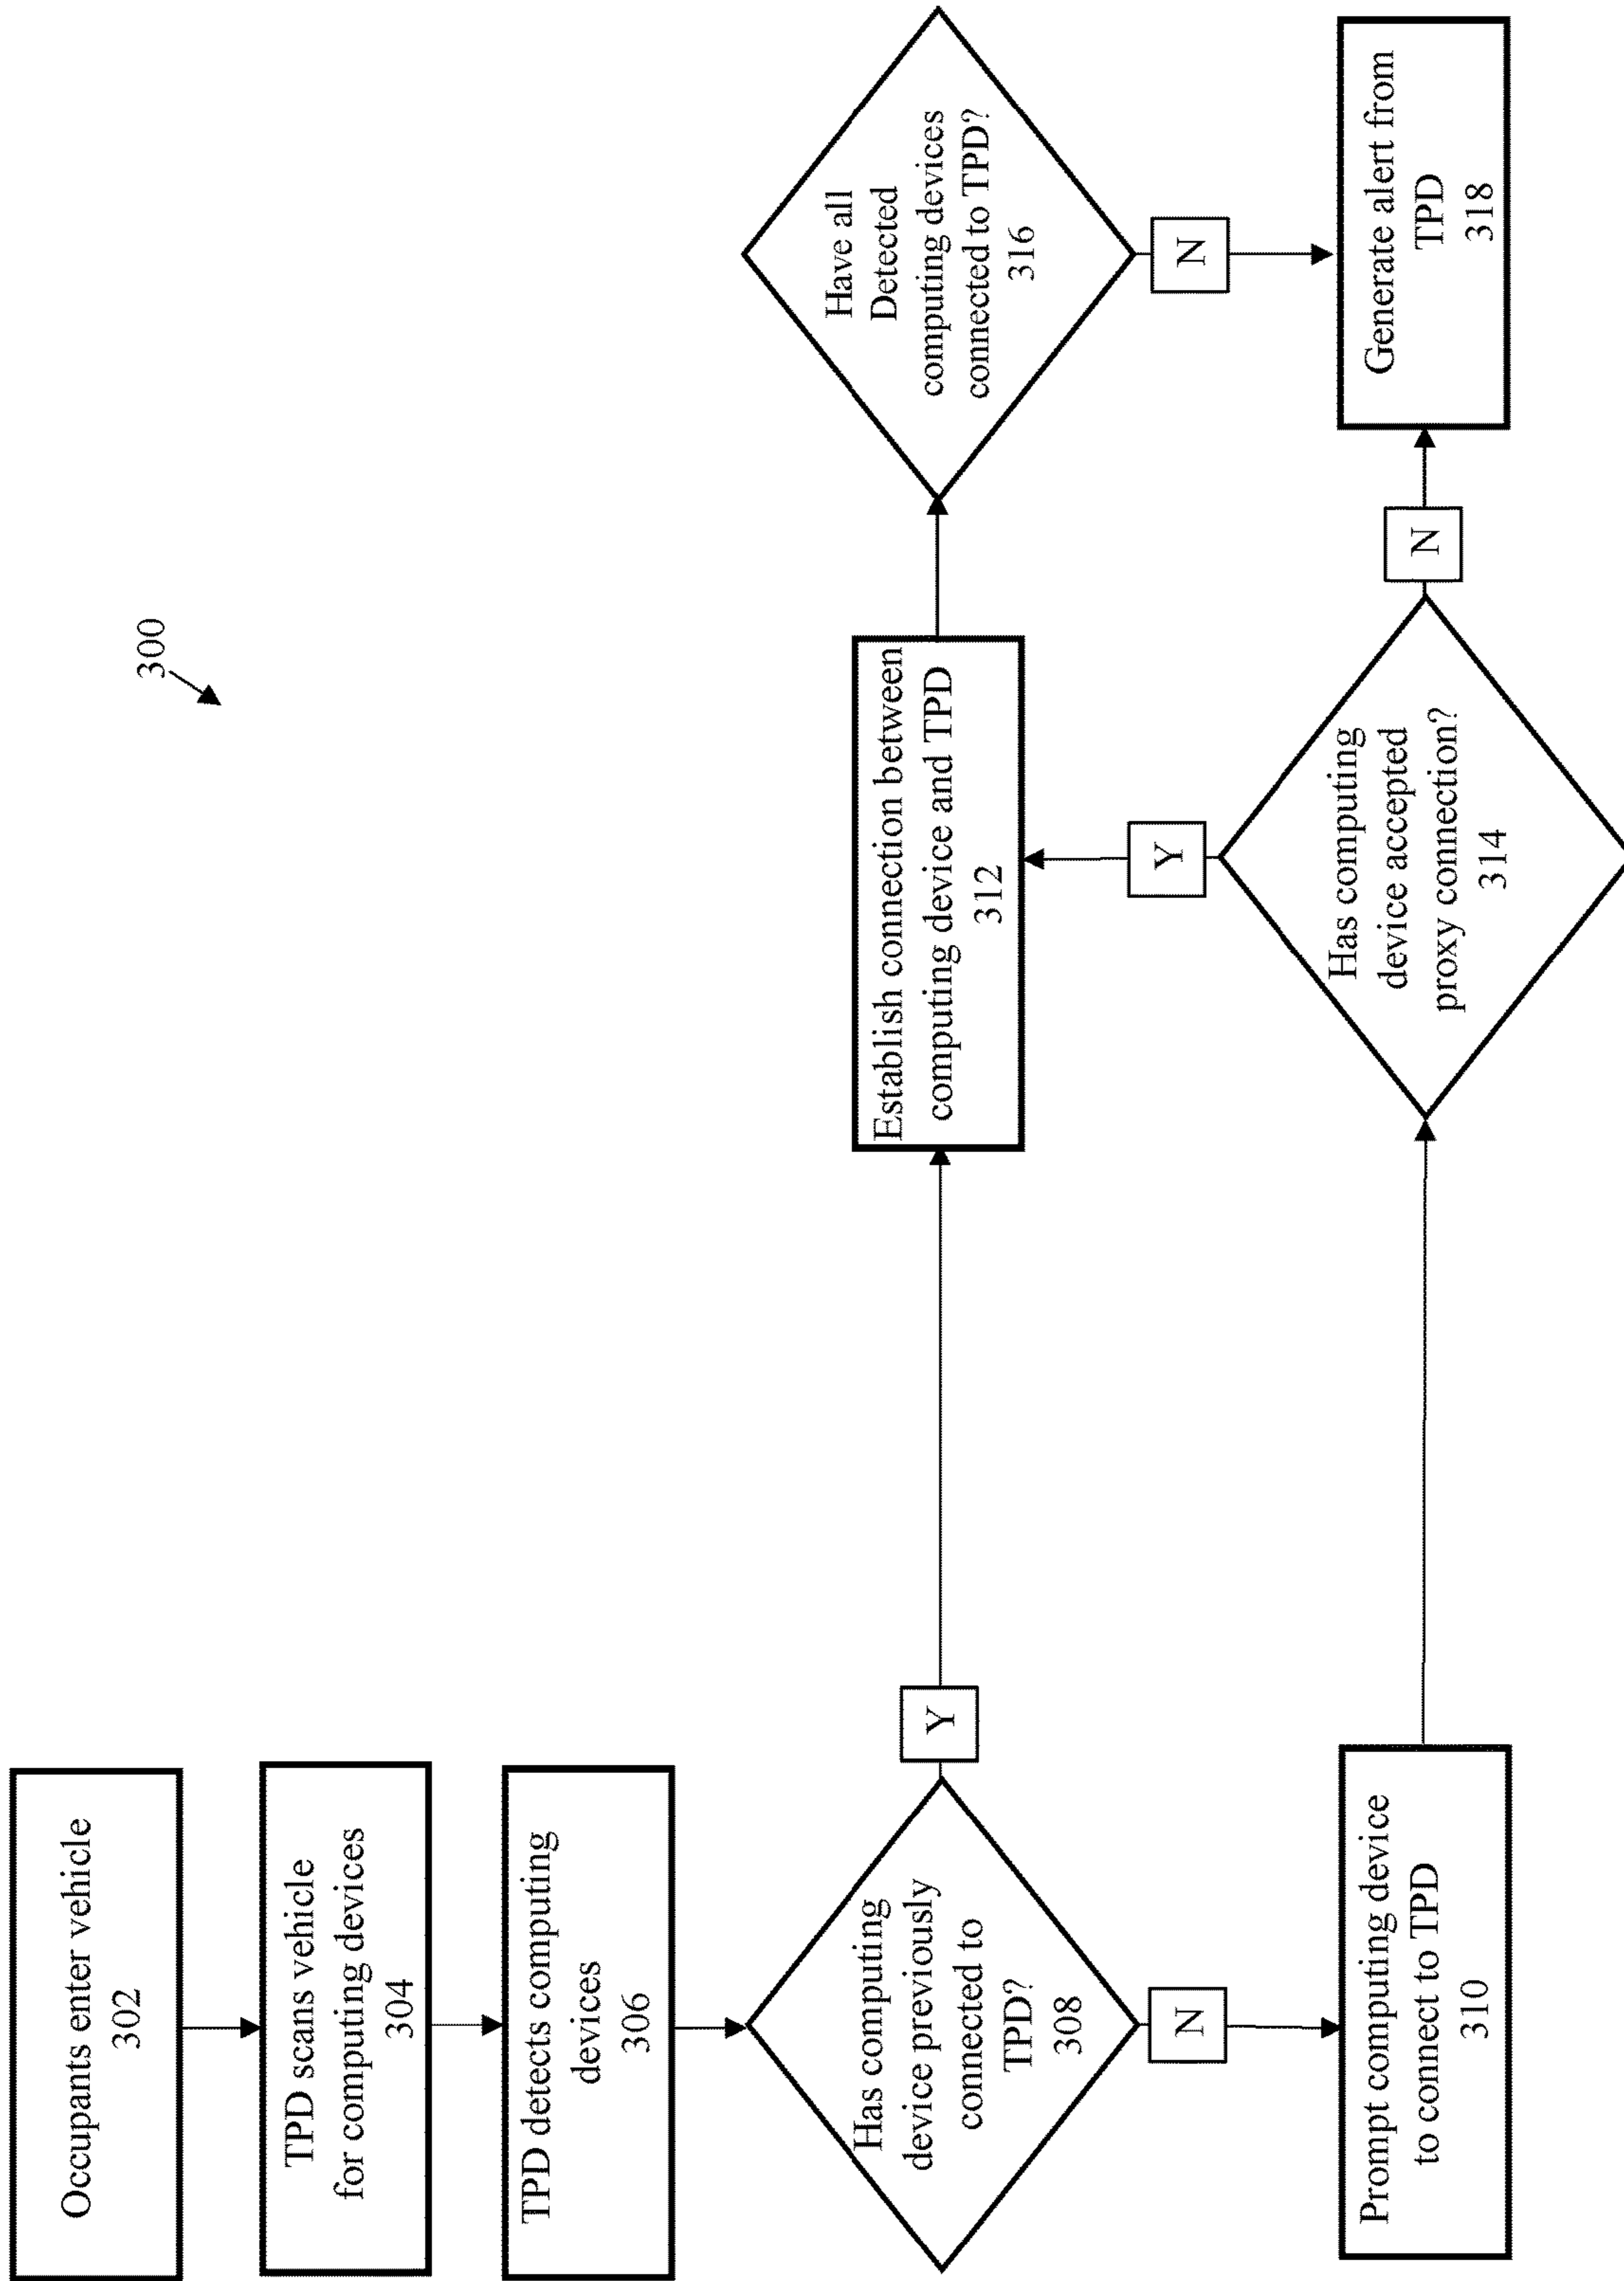 300
Occupants enter vehicle
302
TPD scans vehicle
for computing devices
304
TPD detects computing
devices
306
Has computing
device previously
connected to
TPD?
308
Y
N
Prompt computing device
to connect to TPD
310
Establish connection between
computing device and TPD
312
Y
Has computing
device accepted
proxy connection?
314
N
Have all
Detected
computing devices
connected to TPD?
316
N
Generate alert from
TPD
318